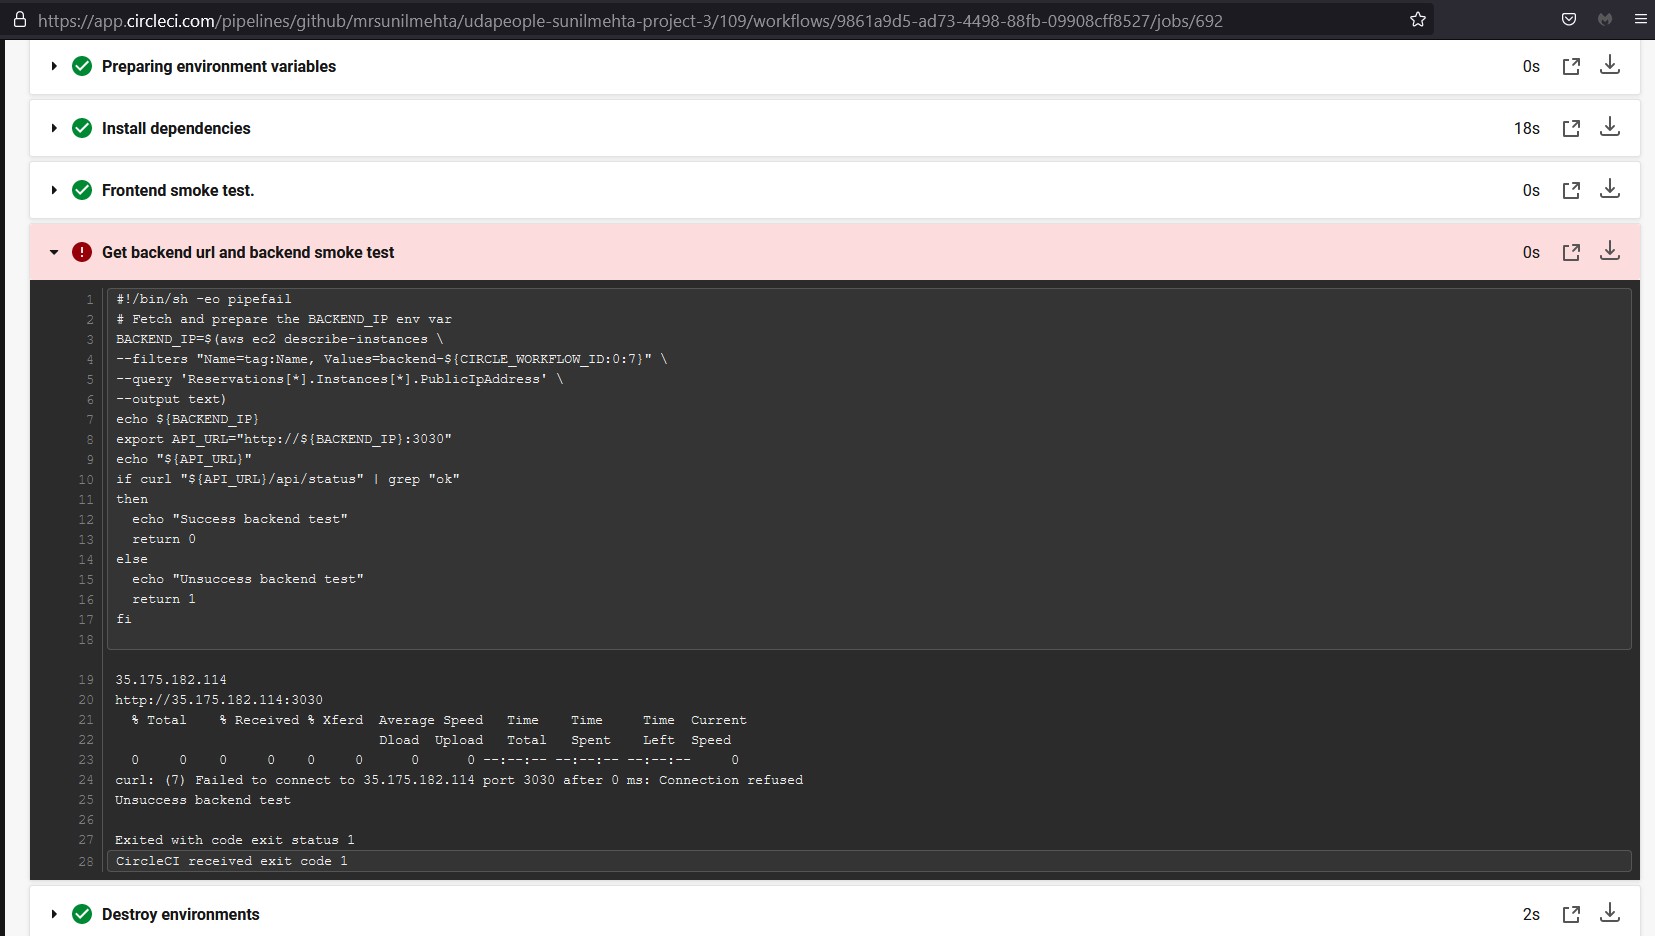 https://app.circleci.com/pipelines/github/mrsunilmehta/udapeople-sunilmehta-project-3/109/workflows/9861a9d5-ad73-4498-88fb-09908cff8527/jobs/692
Preparing environment variables 0s
Install dependencies 18s
Frontend smoke test. 0s
Get backend url and backend smoke test 0s
1 #!/bin/sh -eo pipefail
2 # Fetch and prepare the BACKEND_IP env var
3 BACKEND_IP=$(aws ec2 describe-instances \
4 --filters "Name=tag:Name, Values=backend-${CIRCLE_WORKFLOW_ID:0:7}" \
5 --query 'Reservations[*].Instances[*].PublicIpAddress' \
6 --output text)
7 echo ${BACKEND_IP}
8 export API_URL="http://${BACKEND_IP}:3030"
9 echo "${API_URL}"
10 if curl "${API_URL}/api/status" | grep "ok"
11 then
12   echo "Success backend test"
13   return 0
14 else
15   echo "Unsuccess backend test"
16   return 1
17 fi
18
19 35.175.182.114
20 http://35.175.182.114:3030
21   % Total    % Received % Xferd  Average Speed   Time    Time     Time  Current
22                                  Dload  Upload   Total   Spent    Left  Speed
23   0     0    0     0    0     0      0      0 --:--:-- --:--:-- --:--:--     0
24 curl: (7) Failed to connect to 35.175.182.114 port 3030 after 0 ms: Connection refused
25 Unsuccess backend test
26
27 Exited with code exit status 1
28 CircleCI received exit code 1
Destroy environments 2s